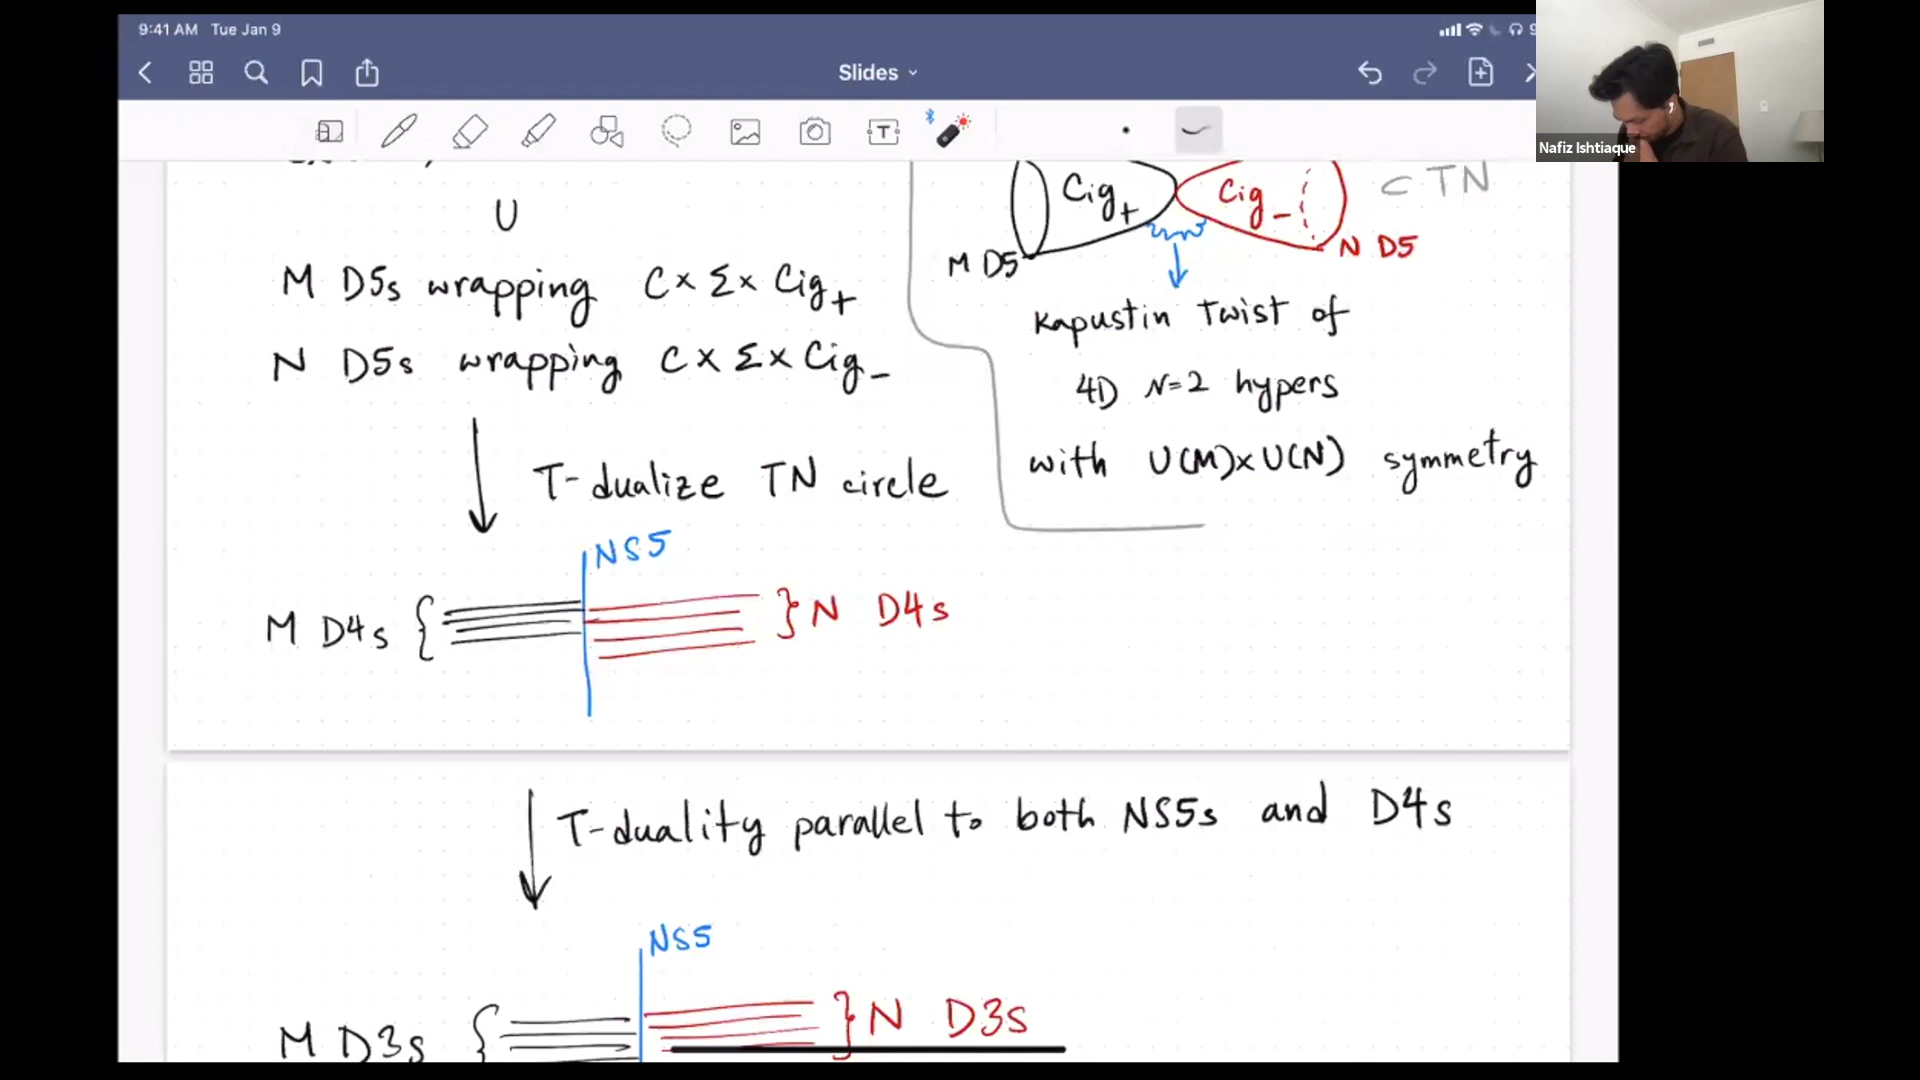 9:41 AM Tue Jan 9
Slides
T
Nafiz Ishtiaque
U
M D5s wrapping C × Σ × Cig+
N D5s wrapping C × Σ × Cig-
T-dualize TN circle
NS5
M D4s { } N D4s
Cig+ Cig- ⊂ TN
M D5 N D5
Kapustin Twist of
4D N=2 hypers
with U(M)×U(N) symmetry
T-duality parallel to both NS5s and D4s
NS5
M D3s { } N D3s